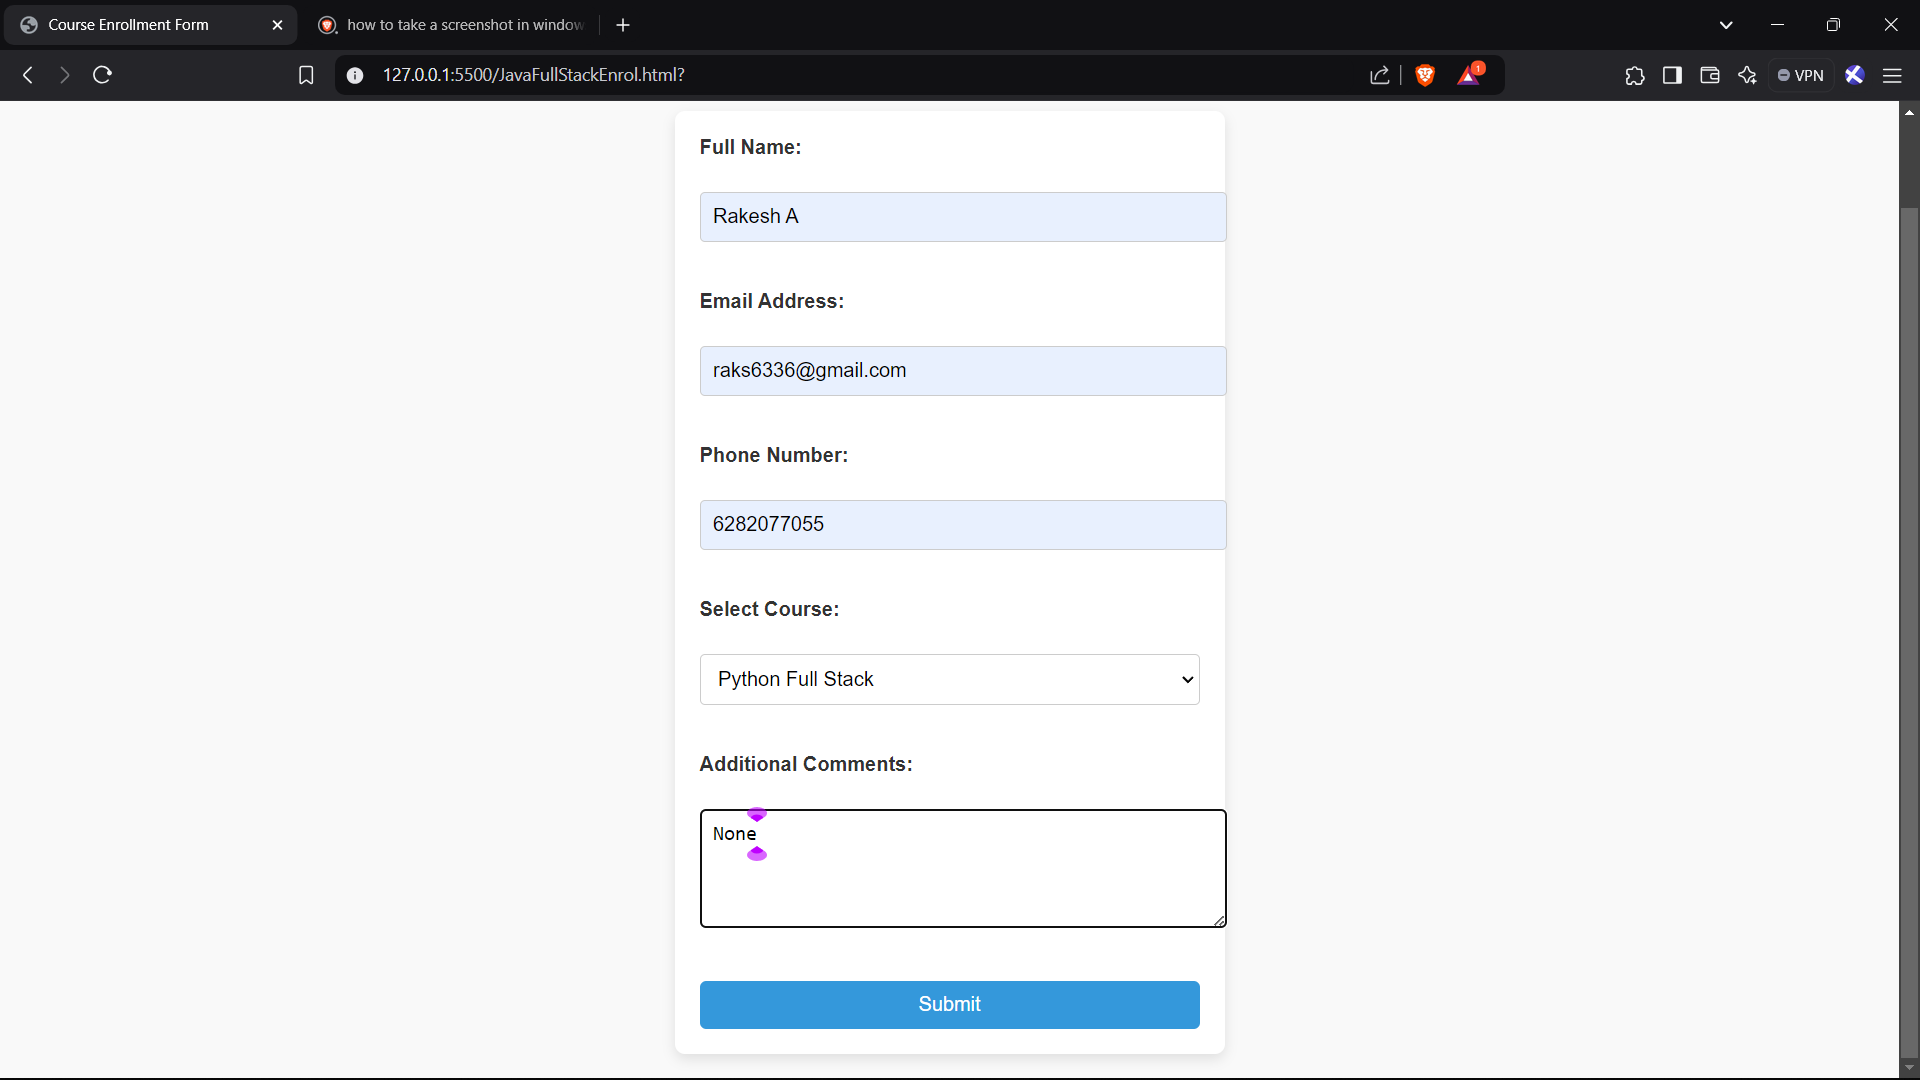 Course Enrollment Form
how to take a screenshot in window
127.0.0.1:5500/JavaFullStackEnrol.html?
1
VPN
Full Name:
Rakesh A
Email Address:
raks6336@gmail.com
Phone Number:
6282077055
Select Course:
Python Full Stack
Additional Comments:
None
Submit